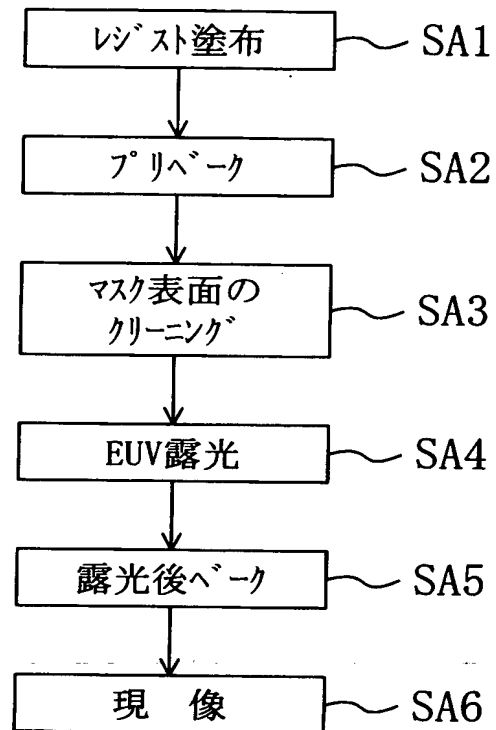 レジスト塗布 SA1
プリベーク SA2
マスク表面の
クリーニング SA3
EUV露光 SA4
露光後ベーク SA5
現 像 SA6